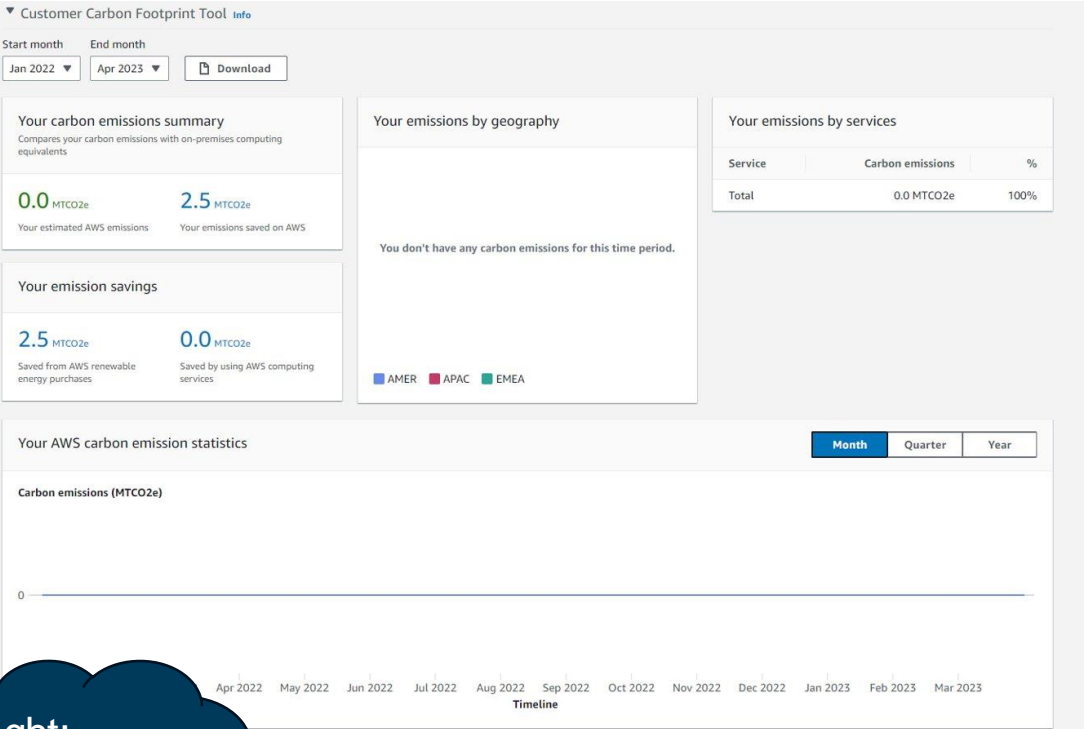 Customer Carbon Footprint Tool Info
Start month End month
Jan 2022 Apr 2023 Download
Your carbon emissions summary
Compares your carbon emissions with on-premises computing
equivalents
0.0 MTCO2e 2.5 MTCO2e
Your estimated AWS emissions Your emissions saved on AWS
Your emission savings
2.5 MTCO2e 0.0 MTCO2e
Saved from AWS renewable Saved by using AWS computing
energy purchases services
Your emissions by geography
You don't have any carbon emissions for this time period.
AMER APAC EMEA
Your emissions by services
Service Carbon emissions %
Total 0.0 MTCO2e 100%
Your AWS carbon emission statistics Month Quarter Year
Carbon emissions (MTCO2e)
0
Apr 2022 May 2022 Jun 2022 Jul 2022 Aug 2022 Sep 2022 Oct 2022 Nov 2022 Dec 2022 Jan 2023 Feb 2023 Mar 2023
Timeline